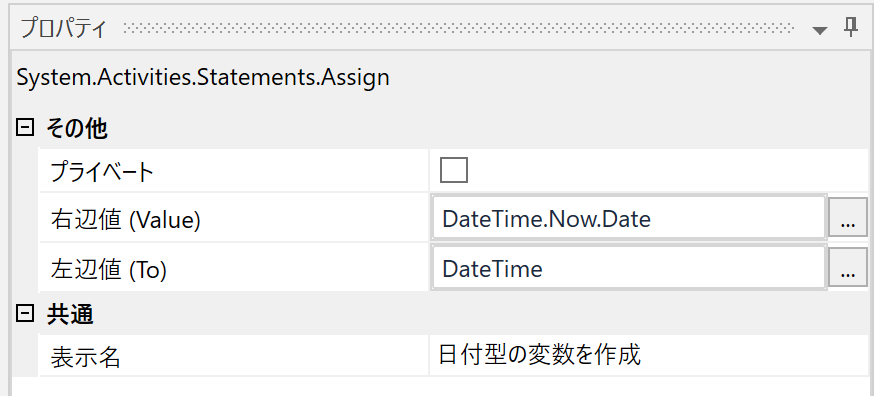 プロパティ
System.Activities.Statements.Assign
その他
プライベート
右辺値 (Value) DateTime.Now.Date ...
左辺値 (To) DateTime ...
共通
表示名 日付型の変数を作成